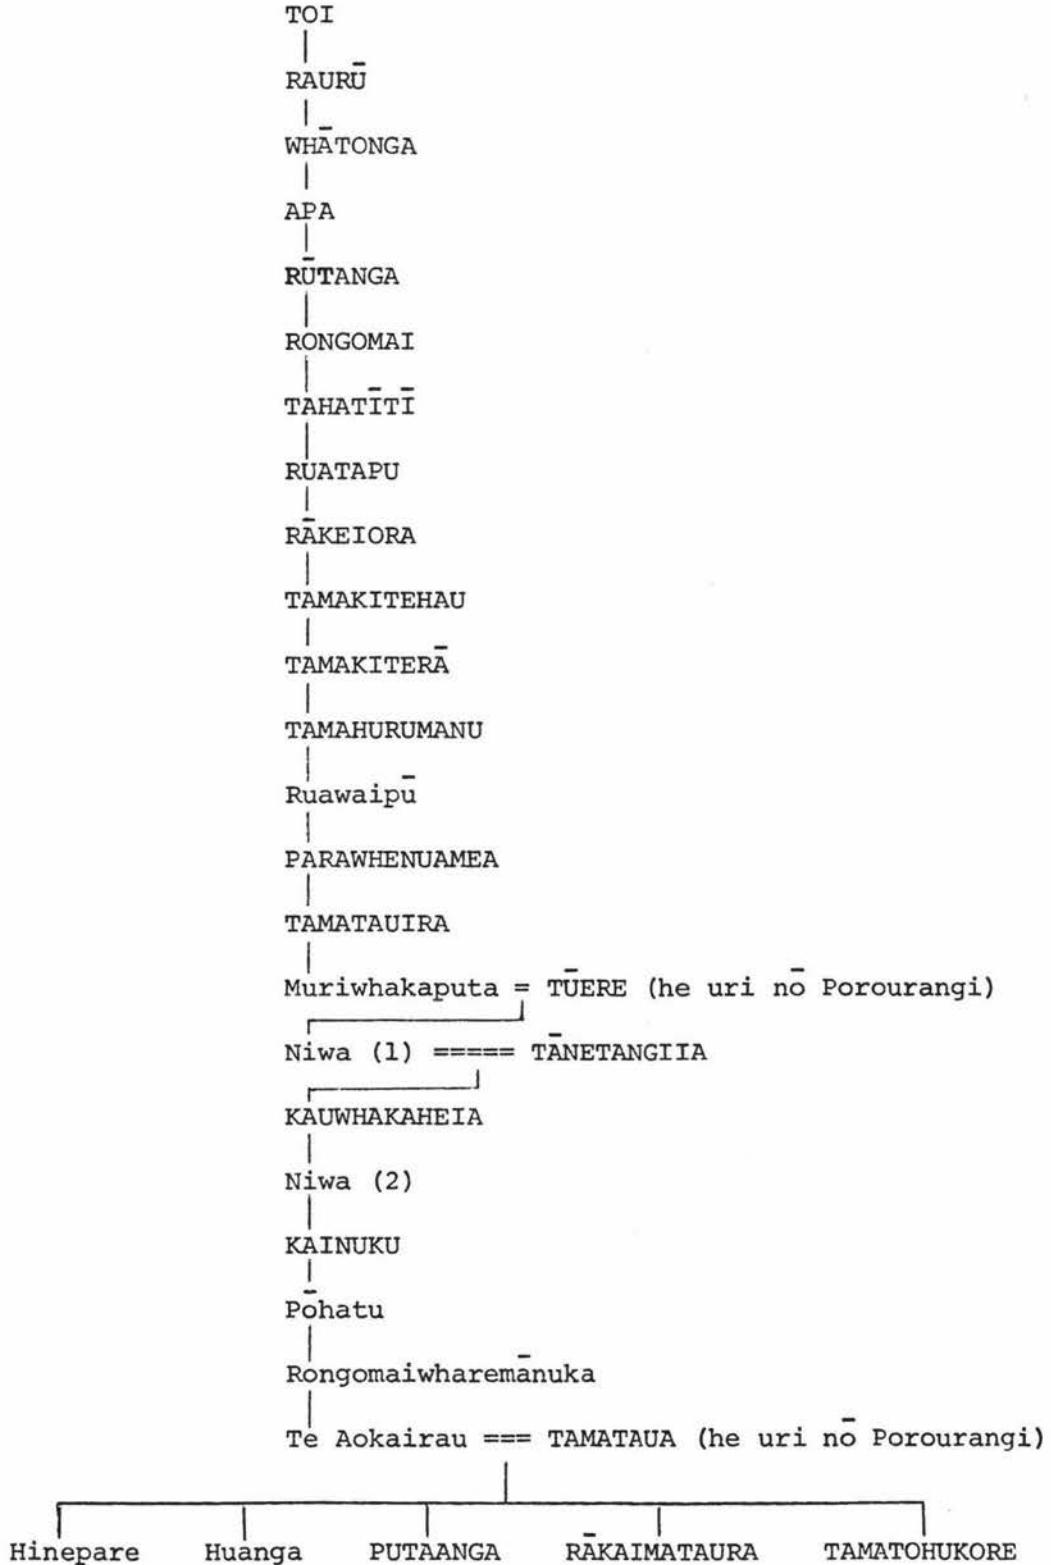 TOI
RAURŪ
WHĀTONGA
APA
RŪTANGA
RONGOMAI
TAHATĪTĪ
RUATAPU
RĀKEIORA
TAMAKITEHAU
TAMAKITERĀ
TAMAHURUMANU
Ruawaipū
PARAWHENUAMEA
TAMATAUIRA
Muriwhakaputa = TŪERE (he uri nō Porourangi)
Niwa (1) ===== TĀNETANGIIA
KAUWHAKAHEIA
Niwa (2)
KAINUKU
Pōhatu
Rongomaiwharemānuka
Te Aokairau === TAMATAUA (he uri nō Porourangi)
Hinepare Huanga PUTAANGA RĀKAIMATAURA TAMATOHUKORE